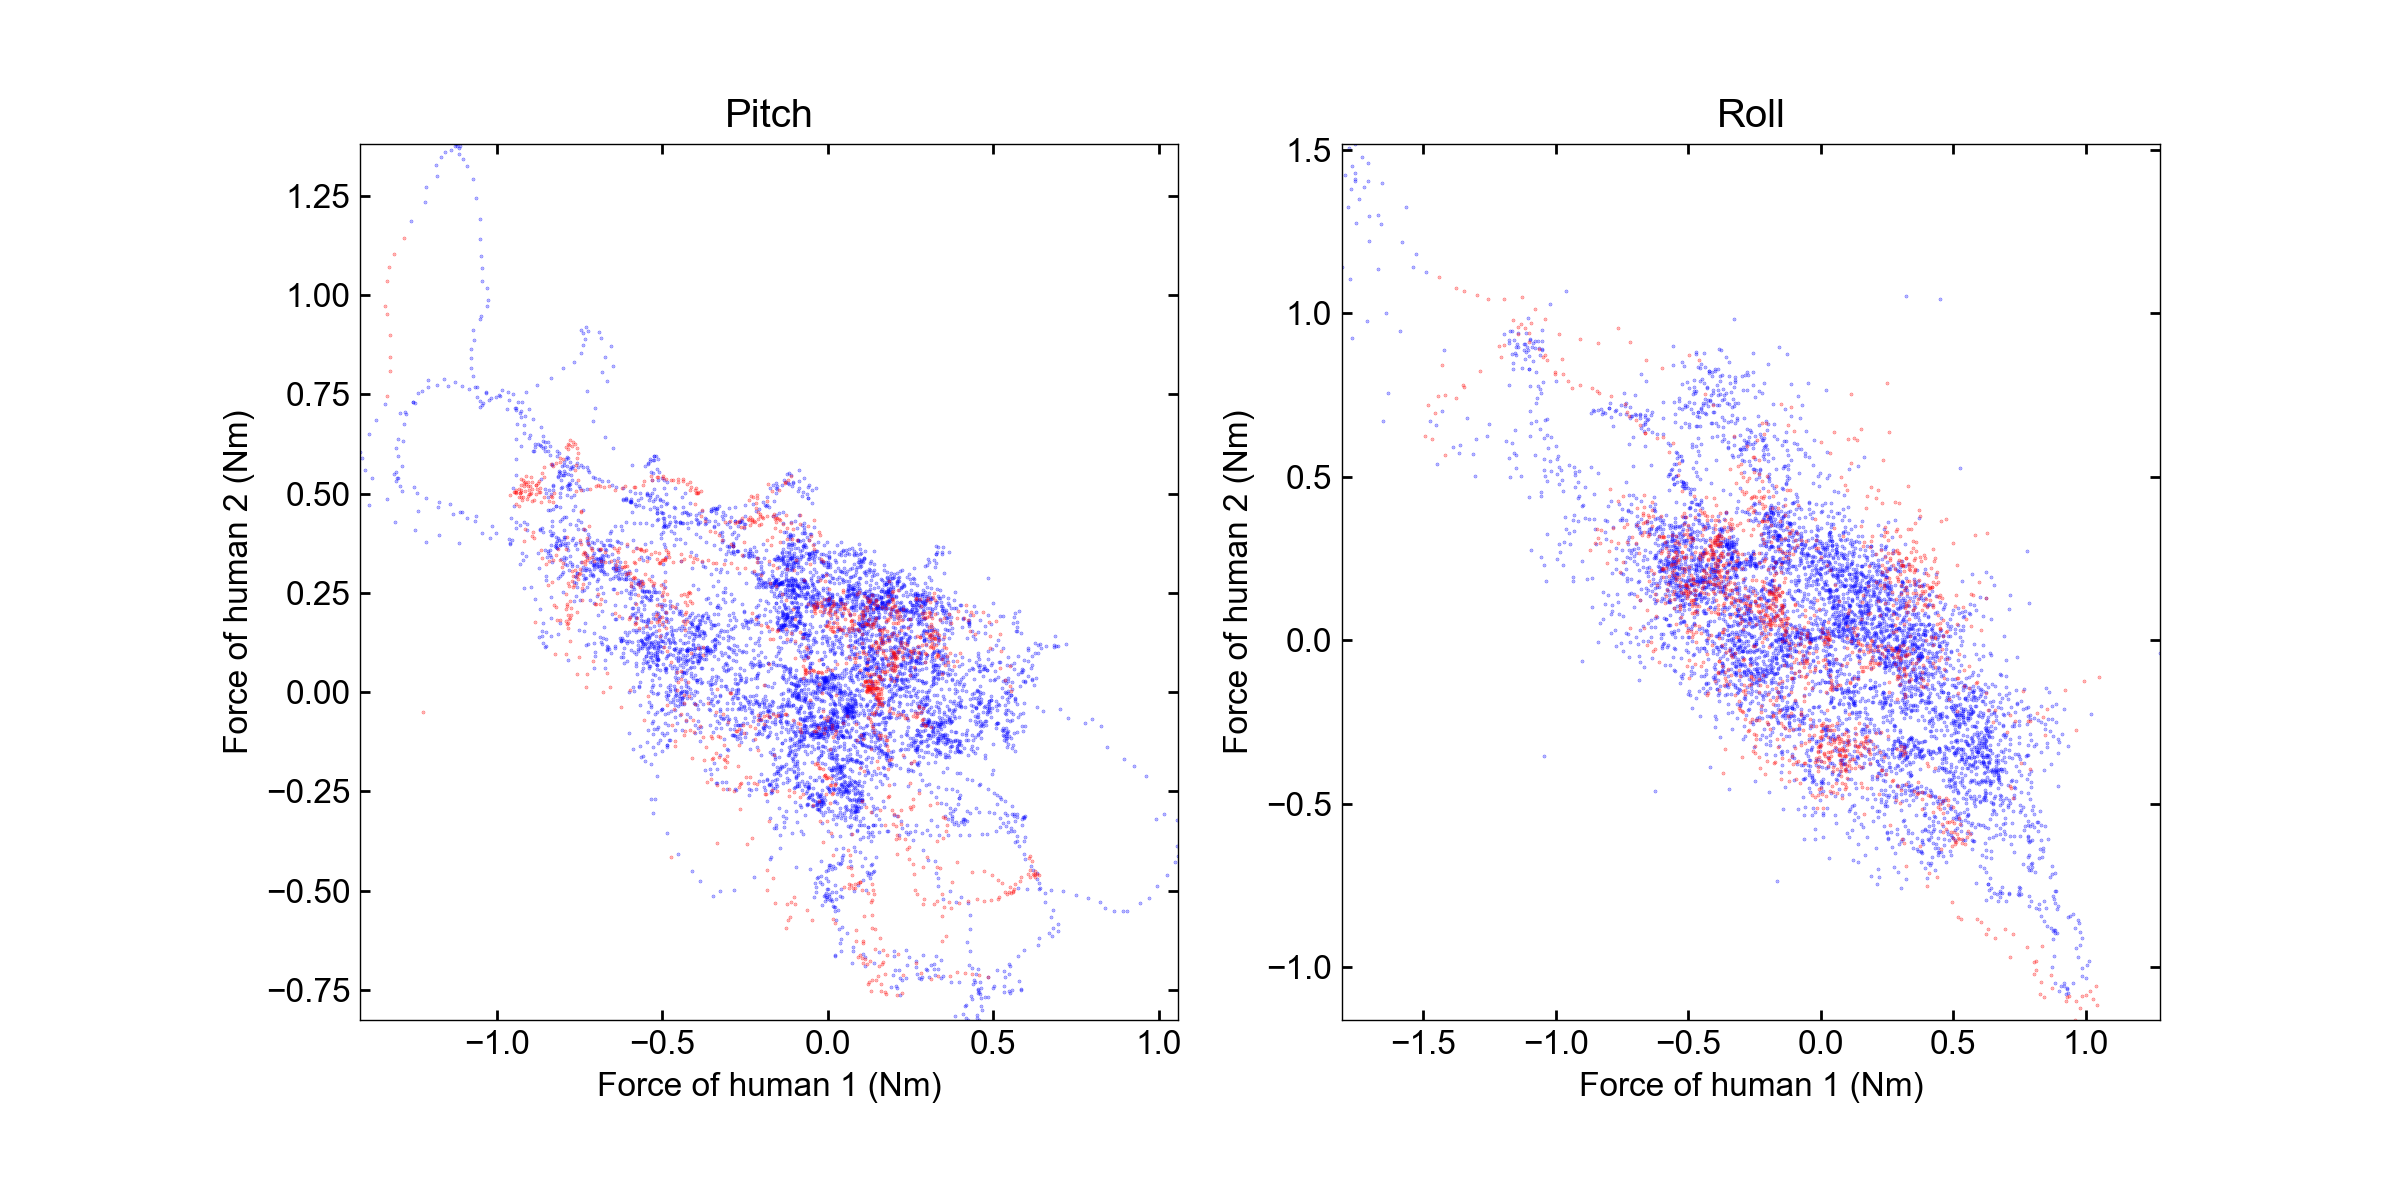 Pitch
1.25
1.00
0.75
0.50
0.25
0.00
−0.25
−0.50
−0.75
Force of human 2 (Nm)
−1.0 −0.5 0.0 0.5 1.0
Force of human 1 (Nm)
Roll
1.5
1.0
0.5
0.0
−0.5
−1.0
Force of human 2 (Nm)
−1.5 −1.0 −0.5 0.0 0.5 1.0
Force of human 1 (Nm)